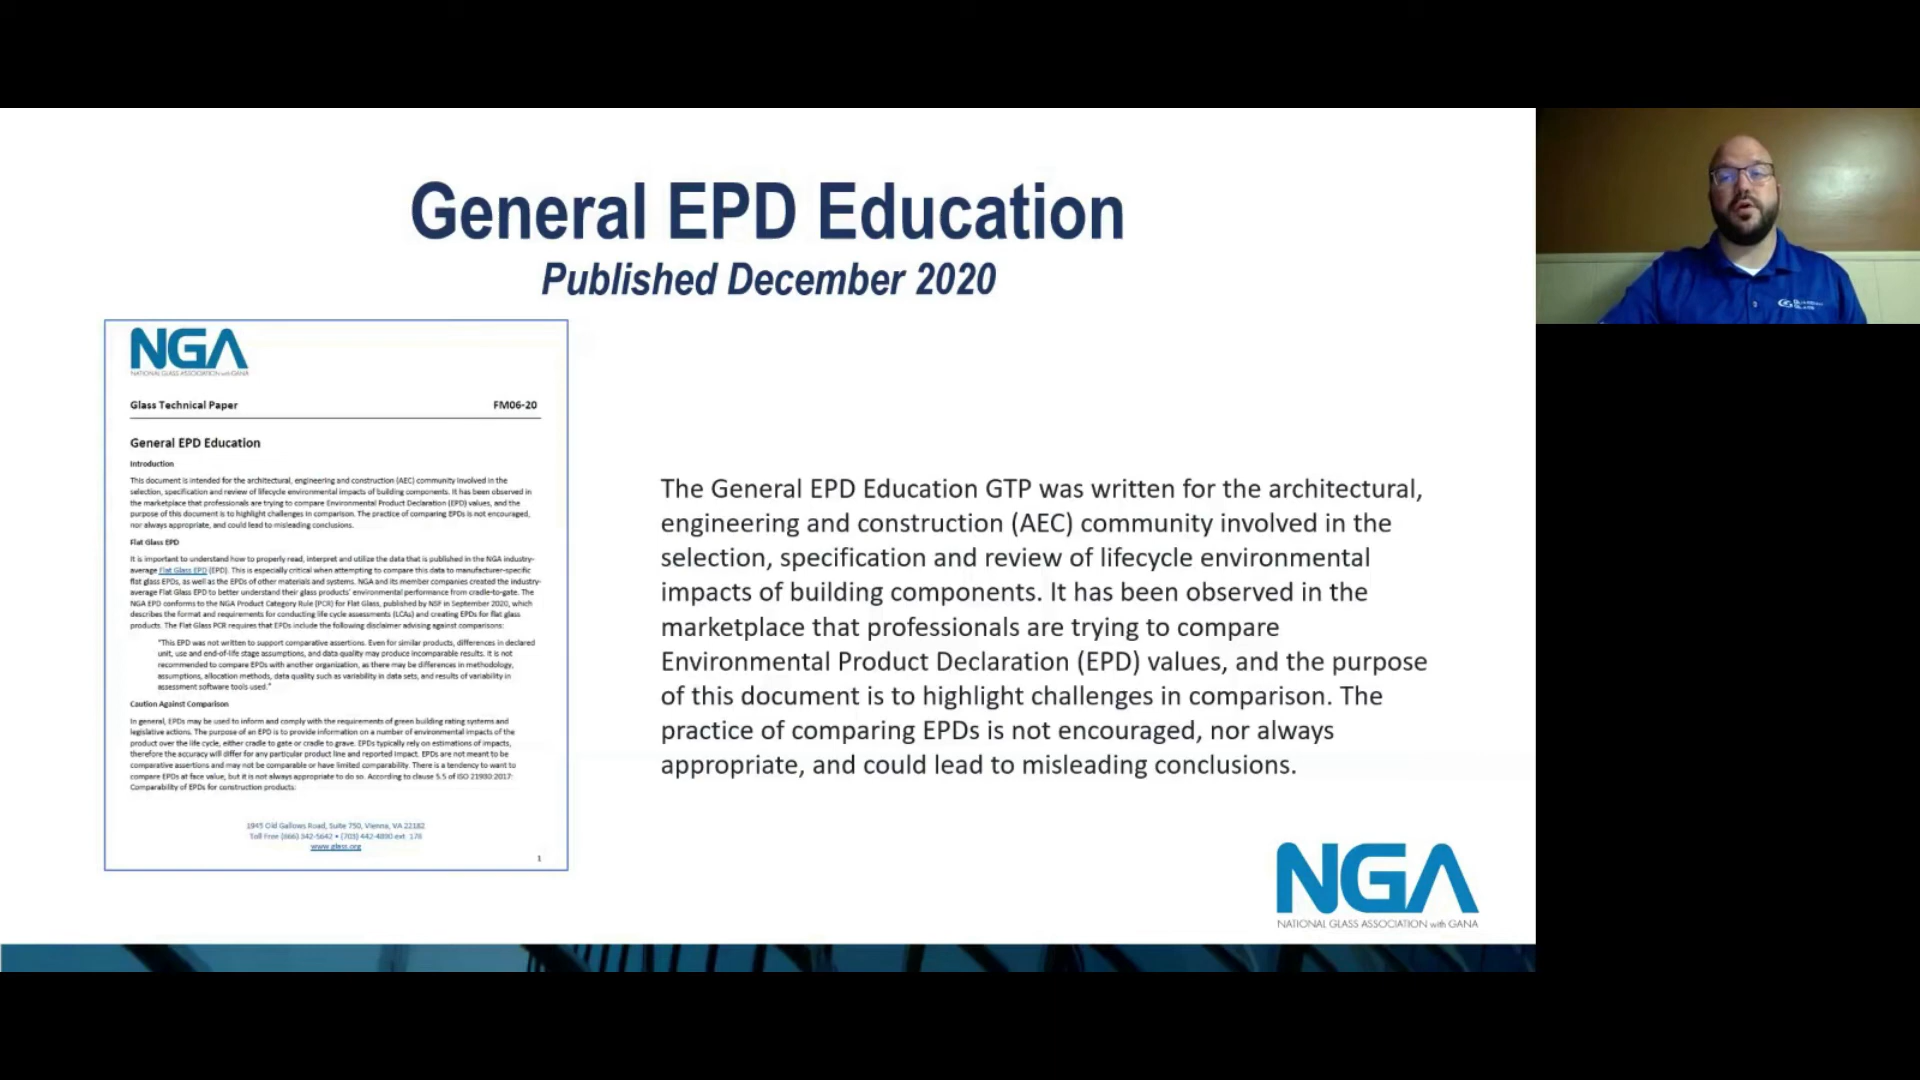 General EPD Education
Published December 2020
NGA
NATIONAL GLASS ASSOCIATION with GANA
Glass Technical Paper FM06-20
General EPD Education
Introduction
This document is intended for the architectural, engineering and construction (AEC) community involved in the
selection, specification and review of lifecycle environmental impacts of building components. It has been observed in
the marketplace that professionals are trying to compare Environmental Product Declaration (EPD) values, and the
purpose of this document is to highlight challenges in comparison. The practice of comparing EPDs is not encouraged,
nor always appropriate, and could lead to misleading conclusions.
Flat Glass EPD
It is important to understand how to properly read, interpret and utilize the data that is published in the NGA industry-
average Flat Glass EPD (EPD). This is especially critical when attempting to compare this data to manufacturer-specific
flat glass EPDs, as well as the EPDs of other materials and systems. NGA and its member companies created the industry-
average Flat Glass EPD to better understand their glass products' environmental performance from cradle-to-gate. The
NGA EPD conforms to the NGA Product Category Rule (PCR) for Flat Glass, published by NSF in September 2020, which
describes the format and requirements for conducting life cycle assessments (LCAs) and creating EPDs for flat glass
products. The Flat Glass PCR requires that EPDs include the following disclaimer advising against comparisons:
"This EPD was not written to support comparative assertions. Even for similar products, differences in declared
unit, use and end-of-life stage assumptions, and data quality may produce incomparable results. It is not
recommended to compare EPDs with another organization, as there may be differences in methodology,
assumptions, allocation methods, data quality such as variability in data sets, and results of variability in
assessment software tools used."
Caution Against Comparison
In general, EPDs may be used to inform and comply with the requirements of green building rating systems and
legislative actions. The purpose of an EPD is to provide information on a number of environmental impacts of the
product over the life cycle, either cradle to gate or cradle to grave. EPDs typically rely on estimations of impacts,
therefore the accuracy will differ for any particular product line and reported impact. EPDs are not meant to be
comparative assertions and may not be comparable or have limited comparability. There is a tendency to want to
compare EPDs at face value, but it is not always appropriate to do so. According to clause 5.5 of ISO 21930:2017:
Comparability of EPDs for construction products:
1945 Old Gallows Road, Suite 750, Vienna, VA 22182
Toll Free (866) 342-5642 • (703) 442-4890 ext. 178
www.glass.org
1
The General EPD Education GTP was written for the architectural,
engineering and construction (AEC) community involved in the
selection, specification and review of lifecycle environmental
impacts of building components. It has been observed in the
marketplace that professionals are trying to compare
Environmental Product Declaration (EPD) values, and the purpose
of this document is to highlight challenges in comparison. The
practice of comparing EPDs is not encouraged, nor always
appropriate, and could lead to misleading conclusions.
NGA
NATIONAL GLASS ASSOCIATION with GANA